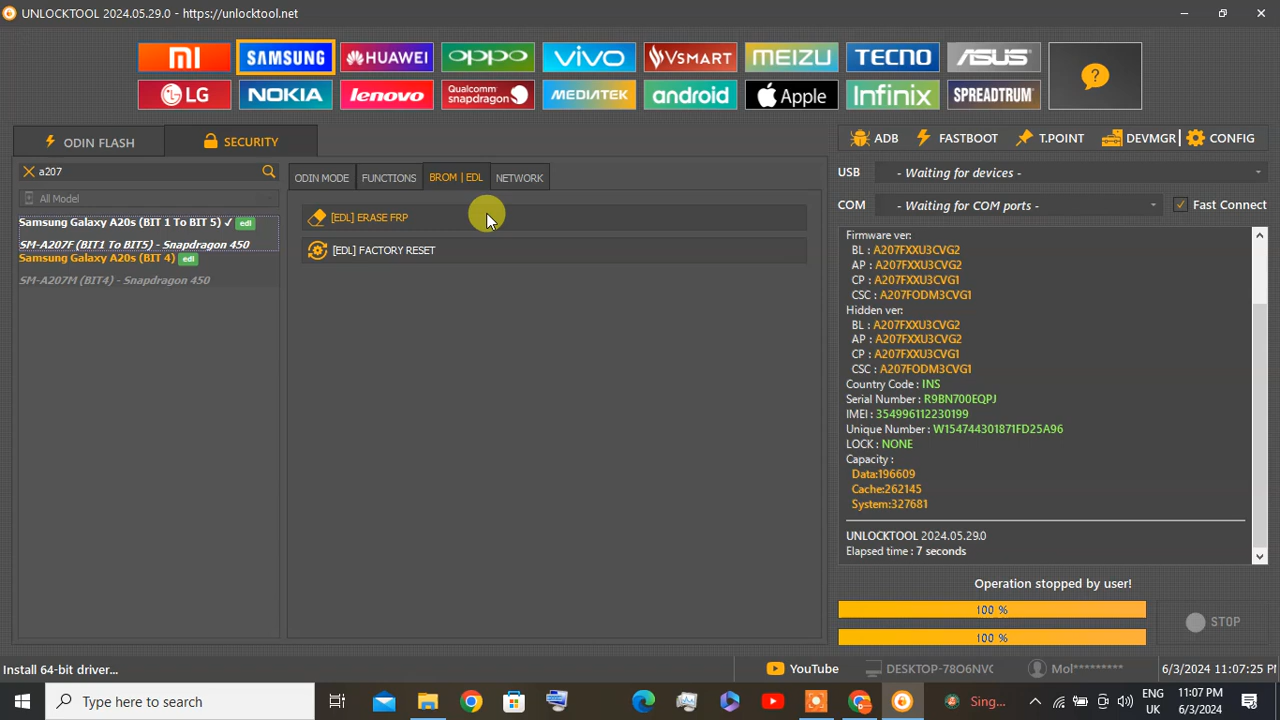 UNLOCKTOOL 2024.05.29.0 - https://unlocktool.net
mi SAMSUNG HUAWEI oppo vivo VSMART MEIZU TECNO ASUS
LG NOKIA lenovo Qualcomm snapdragon MEDIATEK android Apple Infinix SPREADTRUM ?
ODIN FLASH SECURITY
ADB FASTBOOT T.POINT DEVMGR CONFIG
a207
All Model
Samsung Galaxy A20s (BIT 1 To BIT 5) ✓ edl
SM-A207F (BIT1 To BIT5) - Snapdragon 450
Samsung Galaxy A20s (BIT 4) edl
SM-A207M (BIT4) - Snapdragon 450
ODIN MODE FUNCTIONS BROM | EDL NETWORK
[EDL] ERASE FRP
[EDL] FACTORY RESET
USB - Waiting for devices -
COM - Waiting for COM ports - Fast Connect
Firmware ver:
BL : A207FXXU3CVG2
AP : A207FXXU3CVG2
CP : A207FXXU3CVG1
CSC : A207FODM3CVG1
Hidden ver:
BL : A207FXXU3CVG2
AP : A207FXXU3CVG2
CP : A207FXXU3CVG1
CSC : A207FODM3CVG1
Country Code : INS
Serial Number : R9BN700EQPJ
IMEI : 354996112230199
Unique Number : W154744301871FD25A96
LOCK : NONE
Capacity :
Data:196609
Cache:262145
System:327681
UNLOCKTOOL 2024.05.29.0
Elapsed time : 7 seconds
Operation stopped by user!
100 %
100 %
STOP
Install 64-bit driver...
YouTube DESKTOP-78O6NVC Mol********* 6/3/2024 11:07:25 PM
Type here to search
Sing...
ENG
UK
11:07 PM
6/3/2024